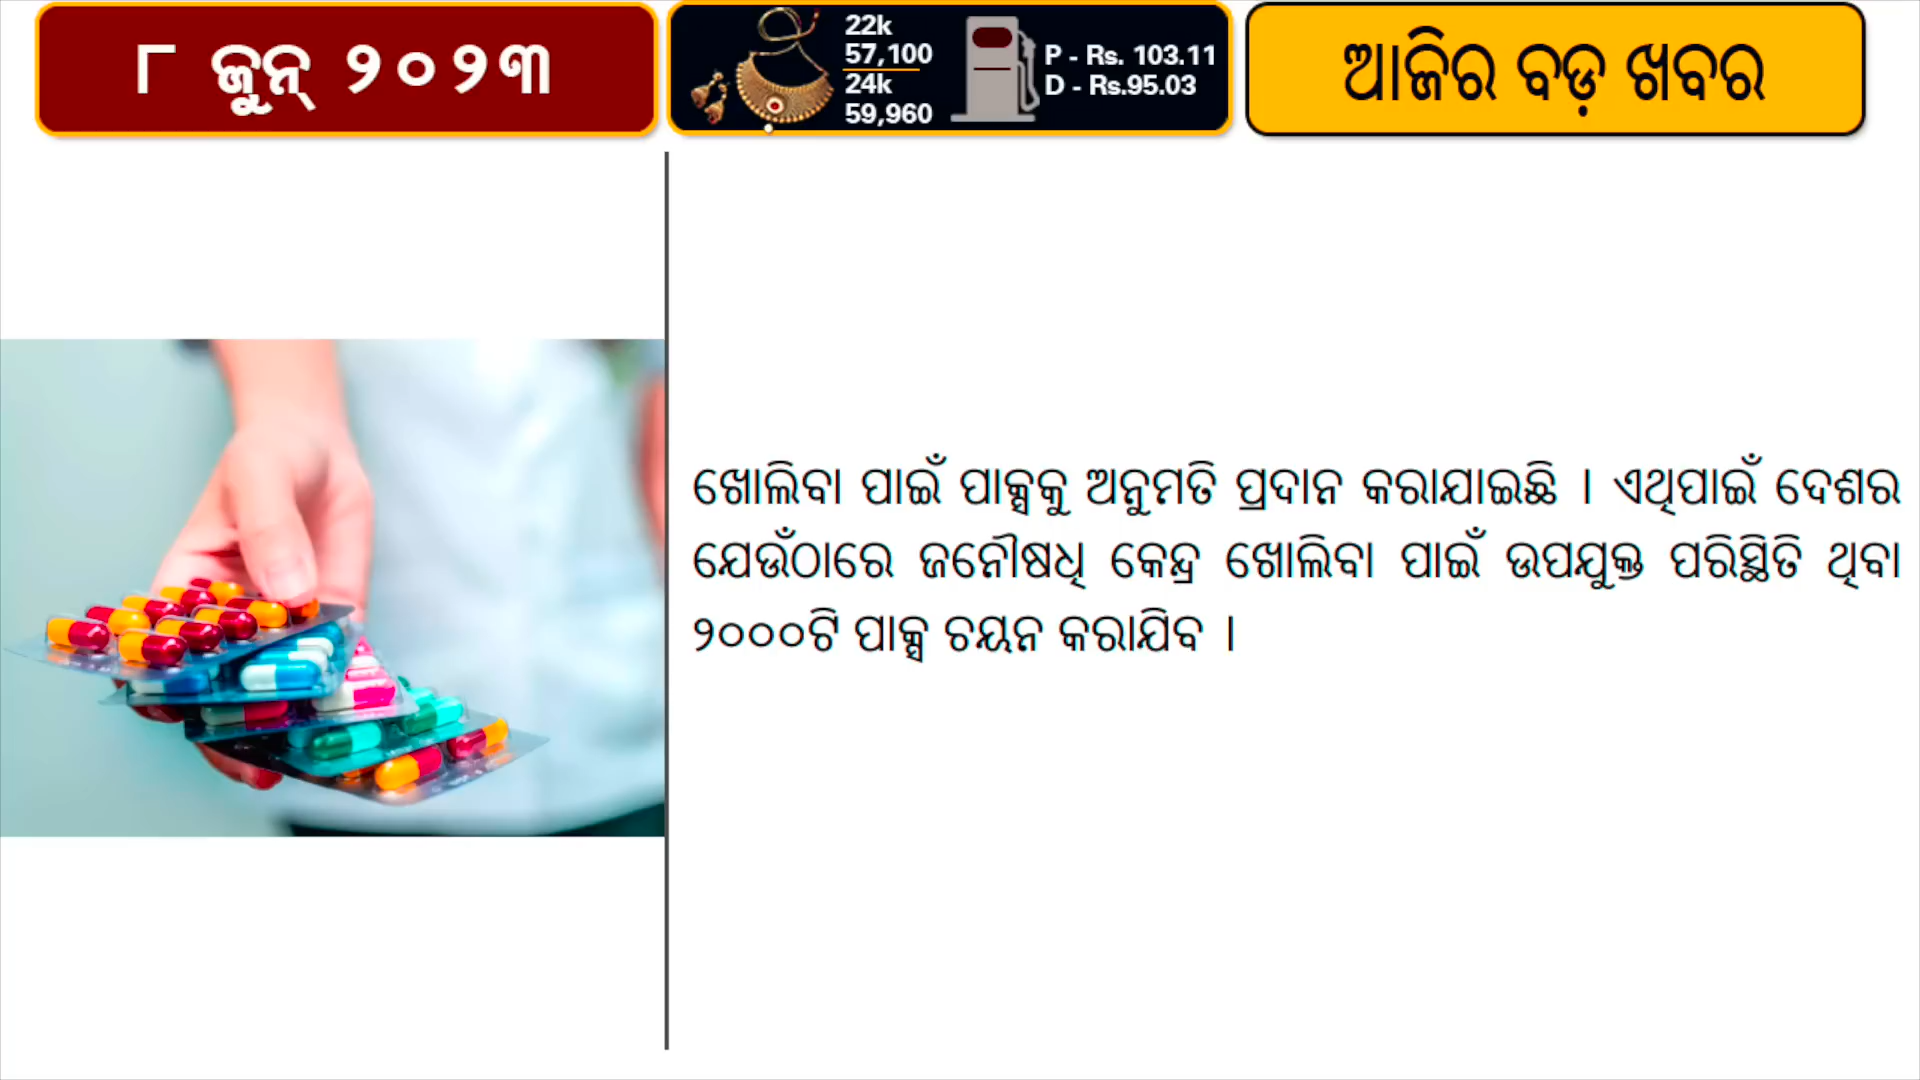 ୮ ଜୁନ୍ ୨୦୨୩
22k
57,100
24k
59,960
P - Rs. 103.11
D - Rs.95.03
ଆଜିର ବଡ଼ ଖବର
ଖୋଲିବା ପାଇଁ ପାକ୍ସକୁ ଅନୁମତି ପ୍ରଦାନ କରାଯାଇଛି । ଏଥିପାଇଁ ଦେଶର
ଯେଉଁଠାରେ ଜନୌଷଧି କେନ୍ଦ୍ର ଖୋଲିବା ପାଇଁ ଉପଯୁକ୍ତ ପରିସ୍ଥିତି ଥିବା
୨୦୦୦ଟି ପାକ୍ସ ଚୟନ କରାଯିବ ।